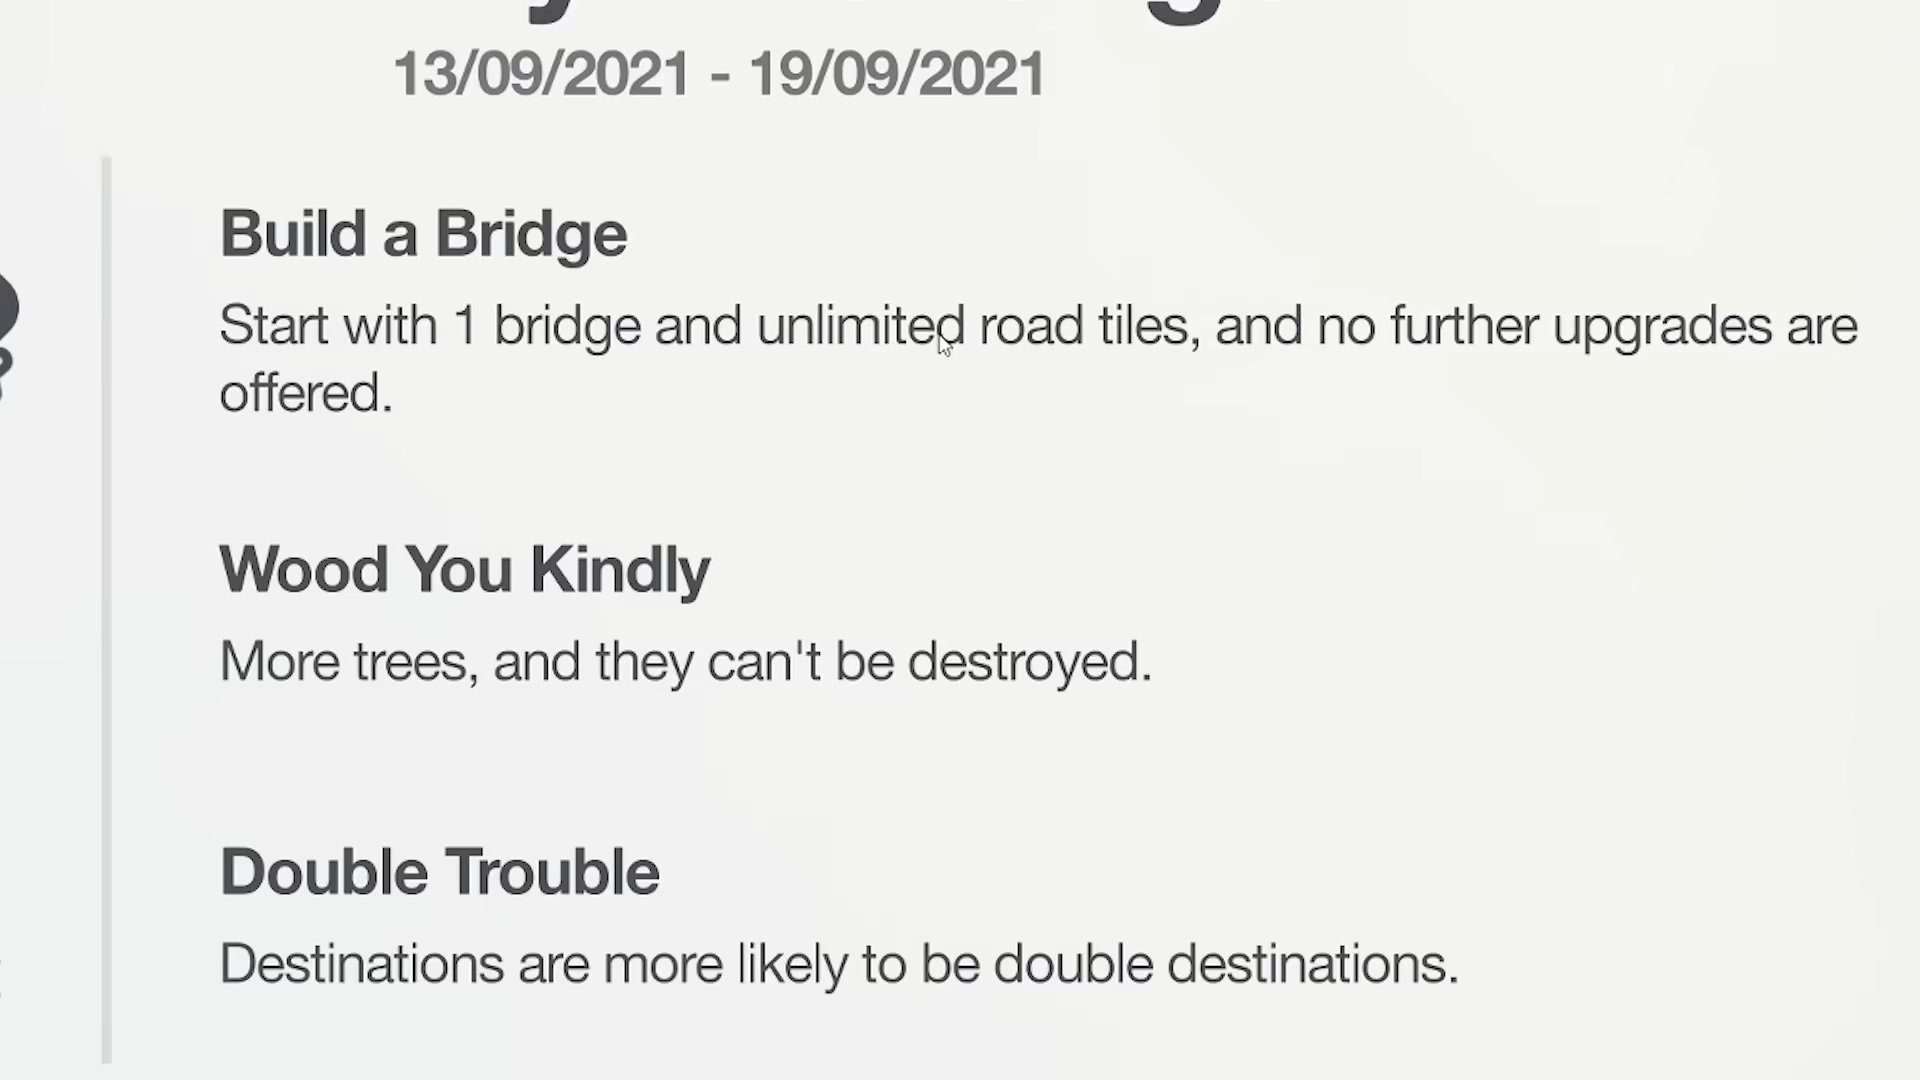 13/09/2021 - 19/09/2021
Build a Bridge
Start with 1 bridge and unlimited road tiles, and no further upgrades are
offered.
Wood You Kindly
More trees, and they can't be destroyed.
Double Trouble
Destinations are more likely to be double destinations.